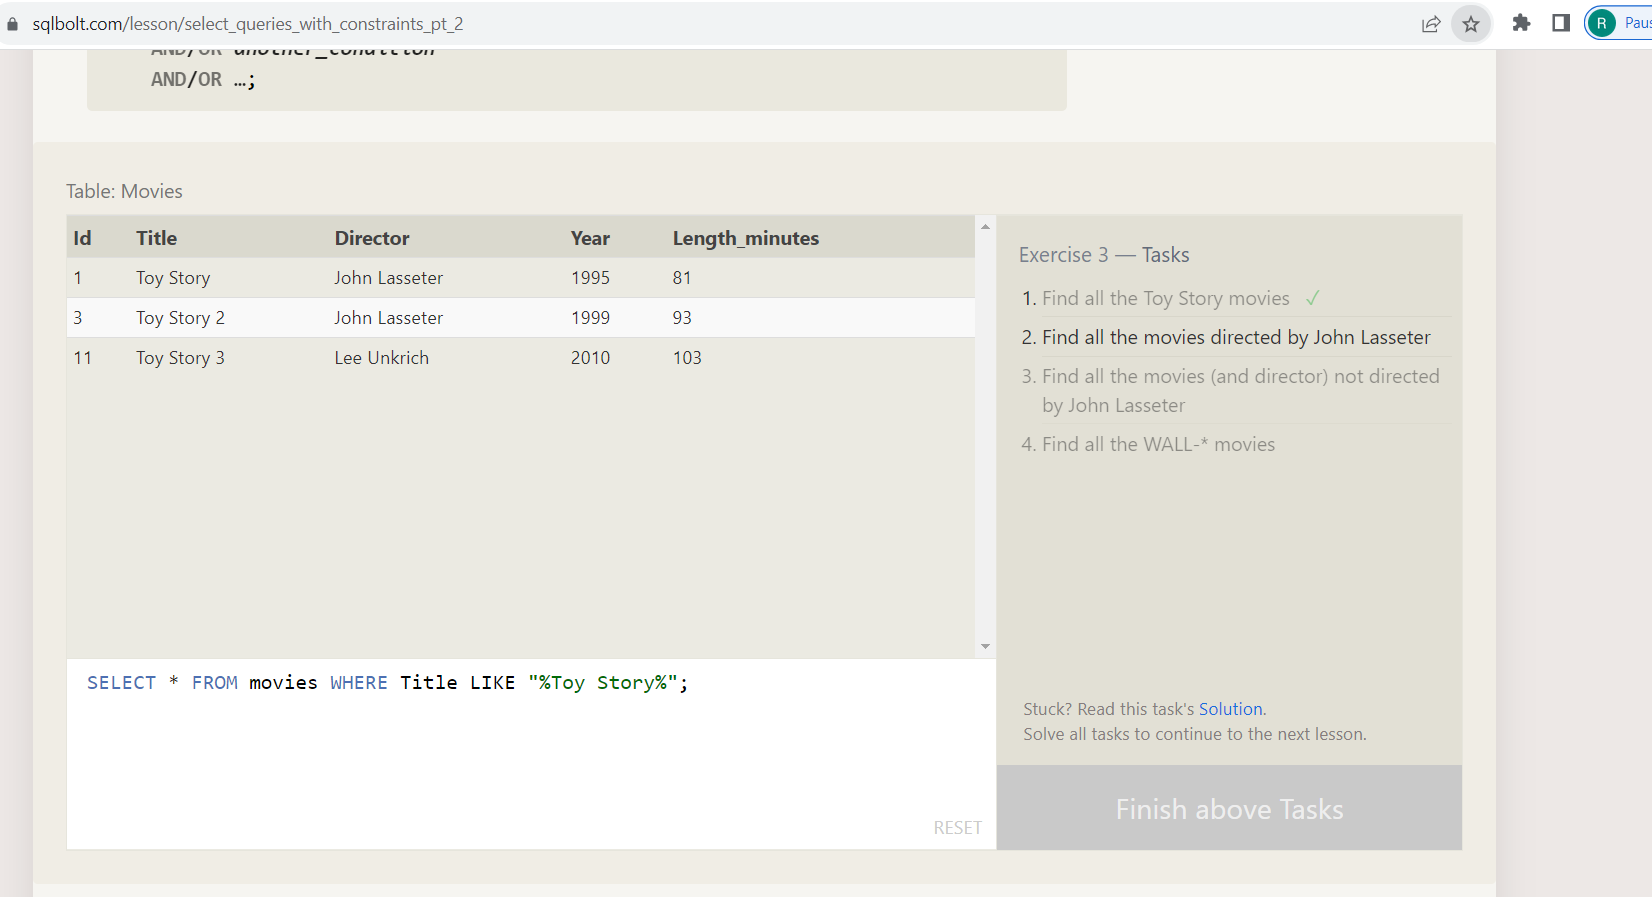 sqlbolt.com/lesson/select_queries_with_constraints_pt_2
R Paus
AND/OR another_condition
AND/OR …;
Table: Movies
Id Title Director Year Length_minutes
1 Toy Story John Lasseter 1995 81
3 Toy Story 2 John Lasseter 1999 93
11 Toy Story 3 Lee Unkrich 2010 103
SELECT * FROM movies WHERE Title LIKE "%Toy Story%";
RESET
Exercise 3 — Tasks
1. Find all the Toy Story movies ✓
2. Find all the movies directed by John Lasseter
3. Find all the movies (and director) not directed
by John Lasseter
4. Find all the WALL-* movies
Stuck? Read this task's Solution.
Solve all tasks to continue to the next lesson.
Finish above Tasks